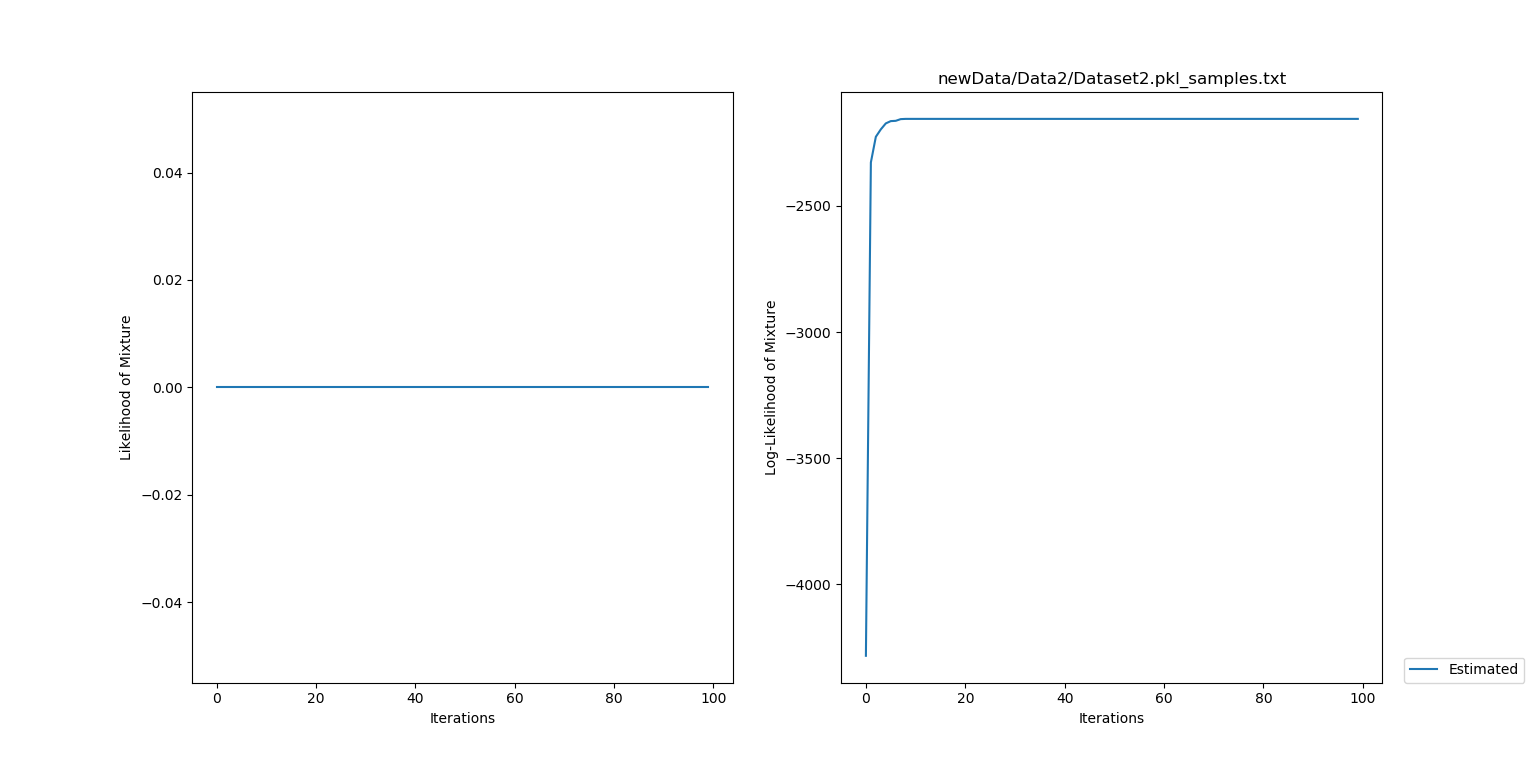 Likelihood of Mixture
0.04
0.02
0.00
−0.02
−0.04
0 20 40 60 80 100
Iterations
newData/Data2/Dataset2.pkl_samples.txt
Log-Likelihood of Mixture
−2500
−3000
−3500
−4000
0 20 40 60 80 100
Iterations
Estimated